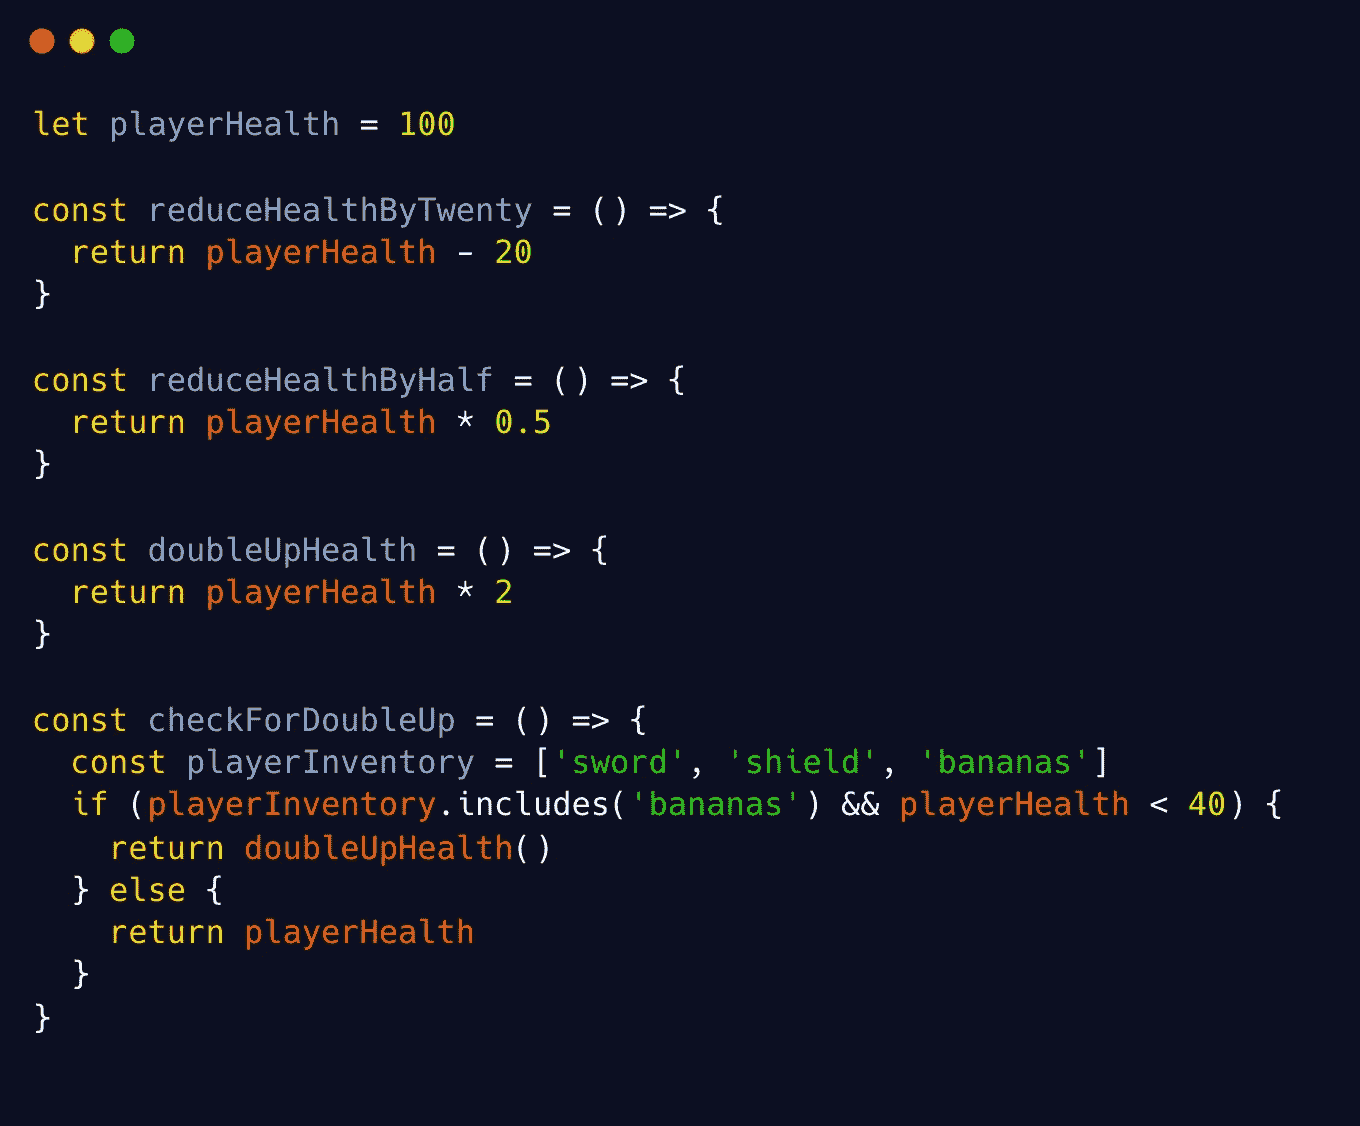 let playerHealth = 100
const reduceHealthByTwenty = () => {
  return playerHealth - 20
}
const reduceHealthByHalf = () => {
  return playerHealth * 0.5
}
const doubleUpHealth = () => {
  return playerHealth * 2
}
const checkForDoubleUp = () => {
  const playerInventory = ['sword', 'shield', 'bananas']
  if (playerInventory.includes('bananas') && playerHealth < 40) {
    return doubleUpHealth()
  } else {
    return playerHealth
  }
}